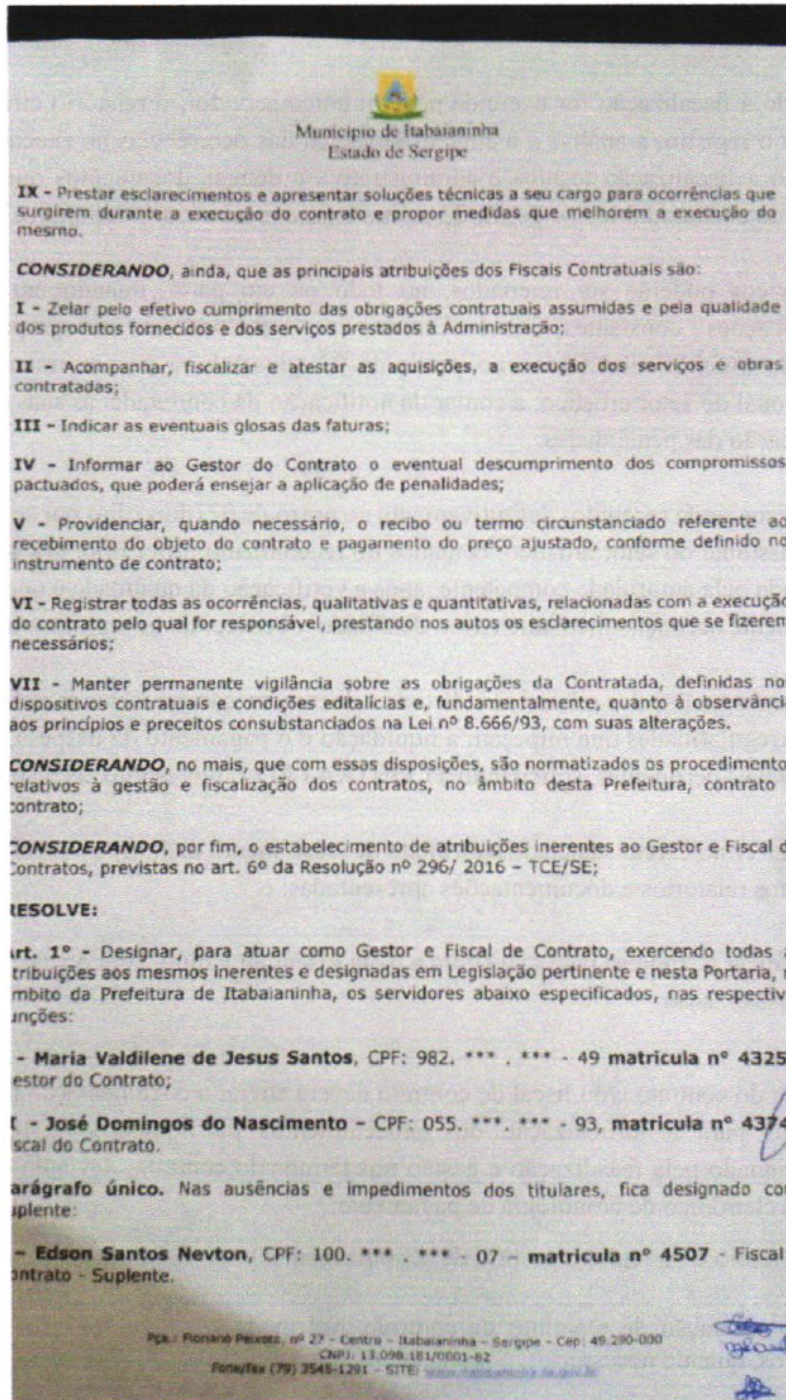 Município de Itabaianinha
Estado de Sergipe
IX - Prestar esclarecimentos e apresentar soluções técnicas a seu cargo para ocorrências que
surgirem durante a execução do contrato e propor medidas que melhorem a execução do
mesmo.
CONSIDERANDO, ainda, que as principais atribuições dos Fiscais Contratuais são:
I - Zelar pelo efetivo cumprimento das obrigações contratuais assumidas e pela qualidade
dos produtos fornecidos e dos serviços prestados à Administração;
II - Acompanhar, fiscalizar e atestar as aquisições, a execução dos serviços e obras
contratadas;
III - Indicar as eventuais glosas das faturas;
IV - Informar ao Gestor do Contrato o eventual descumprimento dos compromissos
pactuados, que poderá ensejar a aplicação de penalidades;
V - Providenciar, quando necessário, o recibo ou termo circunstanciado referente ao
recebimento do objeto do contrato e pagamento do preço ajustado, conforme definido no
instrumento de contrato;
VI - Registrar todas as ocorrências, qualitativas e quantitativas, relacionadas com a execução
do contrato pelo qual for responsável, prestando nos autos os esclarecimentos que se fizerem
necessários;
VII - Manter permanente vigilância sobre as obrigações da Contratada, definidas no
dispositivos contratuais e condições editalícias e, fundamentalmente, quanto à observânci
aos princípios e preceitos consubstanciados na Lei nº 8.666/93, com suas alterações.
CONSIDERANDO, no mais, que com essas disposições, são normatizados os procedimento
relativos à gestão e fiscalização dos contratos, no âmbito desta Prefeitura, contrato
contrato;
CONSIDERANDO, por fim, o estabelecimento de atribuições inerentes ao Gestor e Fiscal d
Contratos, previstas no art. 6º da Resolução nº 296/ 2016 – TCE/SE;
RESOLVE:
rt. 1º - Designar, para atuar como Gestor e Fiscal de Contrato, exercendo todas a
tribuições aos mesmos inerentes e designadas em Legislação pertinente e nesta Portaria, n
mbito da Prefeitura de Itabaianinha, os servidores abaixo especificados, nas respectiv
unções:
- Maria Valdilene de Jesus Santos, CPF: 982. *** . *** - 49 matricula nº 4325
estor do Contrato;
I - José Domingos do Nascimento – CPF: 055. ***. *** - 93, matricula nº 4374
iscal do Contrato.
arágrafo único. Nas ausências e impedimentos dos titulares, fica designado com
uplente:
– Edson Santos Nevton, CPF: 100. *** . *** - 07 – matricula nº 4507 - Fiscal
ontrato - Suplente.
Pça.: Floriano Peixoto, nº 27 - Centro - Itabaianinha - Sergipe - Cep: 49.290-000
CNPJ: 13.098.181/0001-82
Fone/Fax (79) 3545-1291 - SITE: